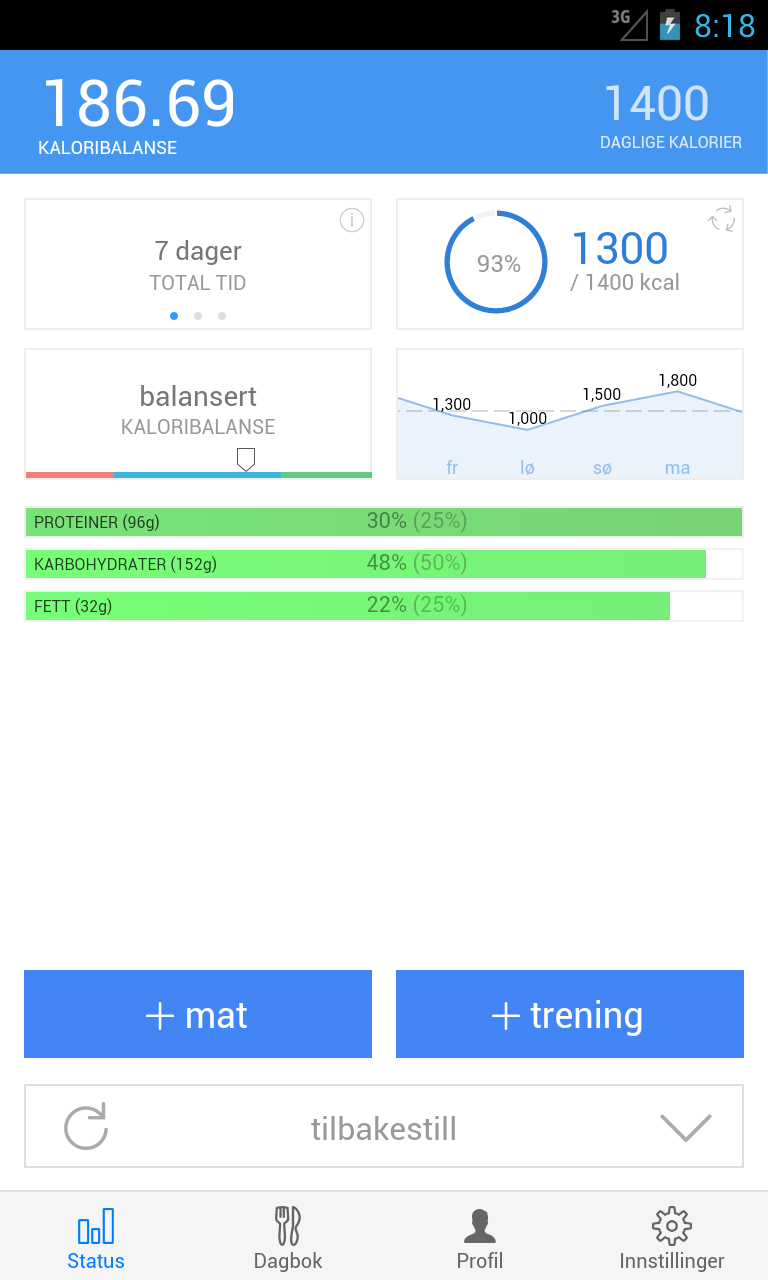 3G 8:18
186.69
KALORIBALANSE
1400
DAGLIGE KALORIER
7 dager
TOTAL TID
93%
1300
/ 1400 kcal
balansert
KALORIBALANSE
1,300 1,000 1,500 1,800
fr lø sø ma
PROTEINER (96g) 30% (25%)
KARBOHYDRATER (152g) 48% (50%)
FETT (32g) 22% (25%)
+ mat
+ trening
tilbakestill
Status Dagbok Profil Innstillinger